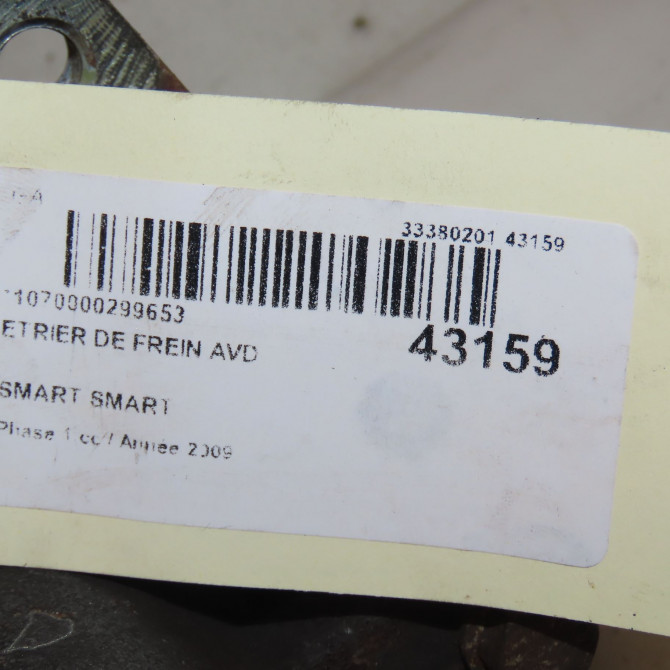 33380201 43159
1070000299653
ETRIER DE FREIN AVD
43159
SMART SMART
Phase 1 cc / Année 2009